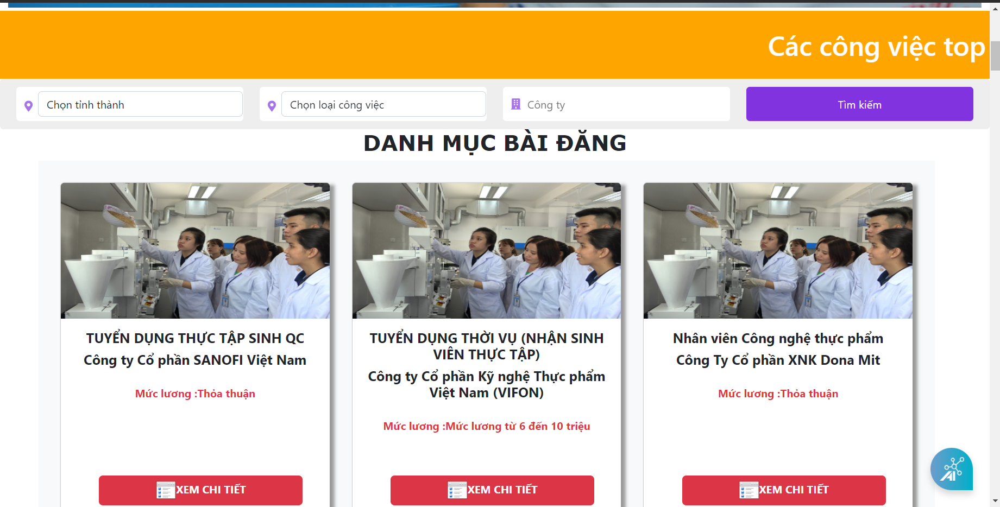 Các công việc top
Chọn tỉnh thành
Chọn loại công việc
Công ty
Tìm kiếm
DANH MỤC BÀI ĐĂNG
TUYỂN DỤNG THỰC TẬP SINH QC
Công ty Cổ phần SANOFI Việt Nam
Mức lương :Thỏa thuận
XEM CHI TIẾT
TUYỂN DỤNG THỜI VỤ (NHẬN SINH
VIÊN THỰC TẬP)
Công ty Cổ phần Kỹ nghệ Thực phẩm
Việt Nam (VIFON)
Mức lương :Mức lương từ 6 đến 10 triệu
XEM CHI TIẾT
Nhân viên Công nghệ thực phẩm
Công Ty Cổ phần XNK Dona Mit
Mức lương :Thỏa thuận
XEM CHI TIẾT
AI